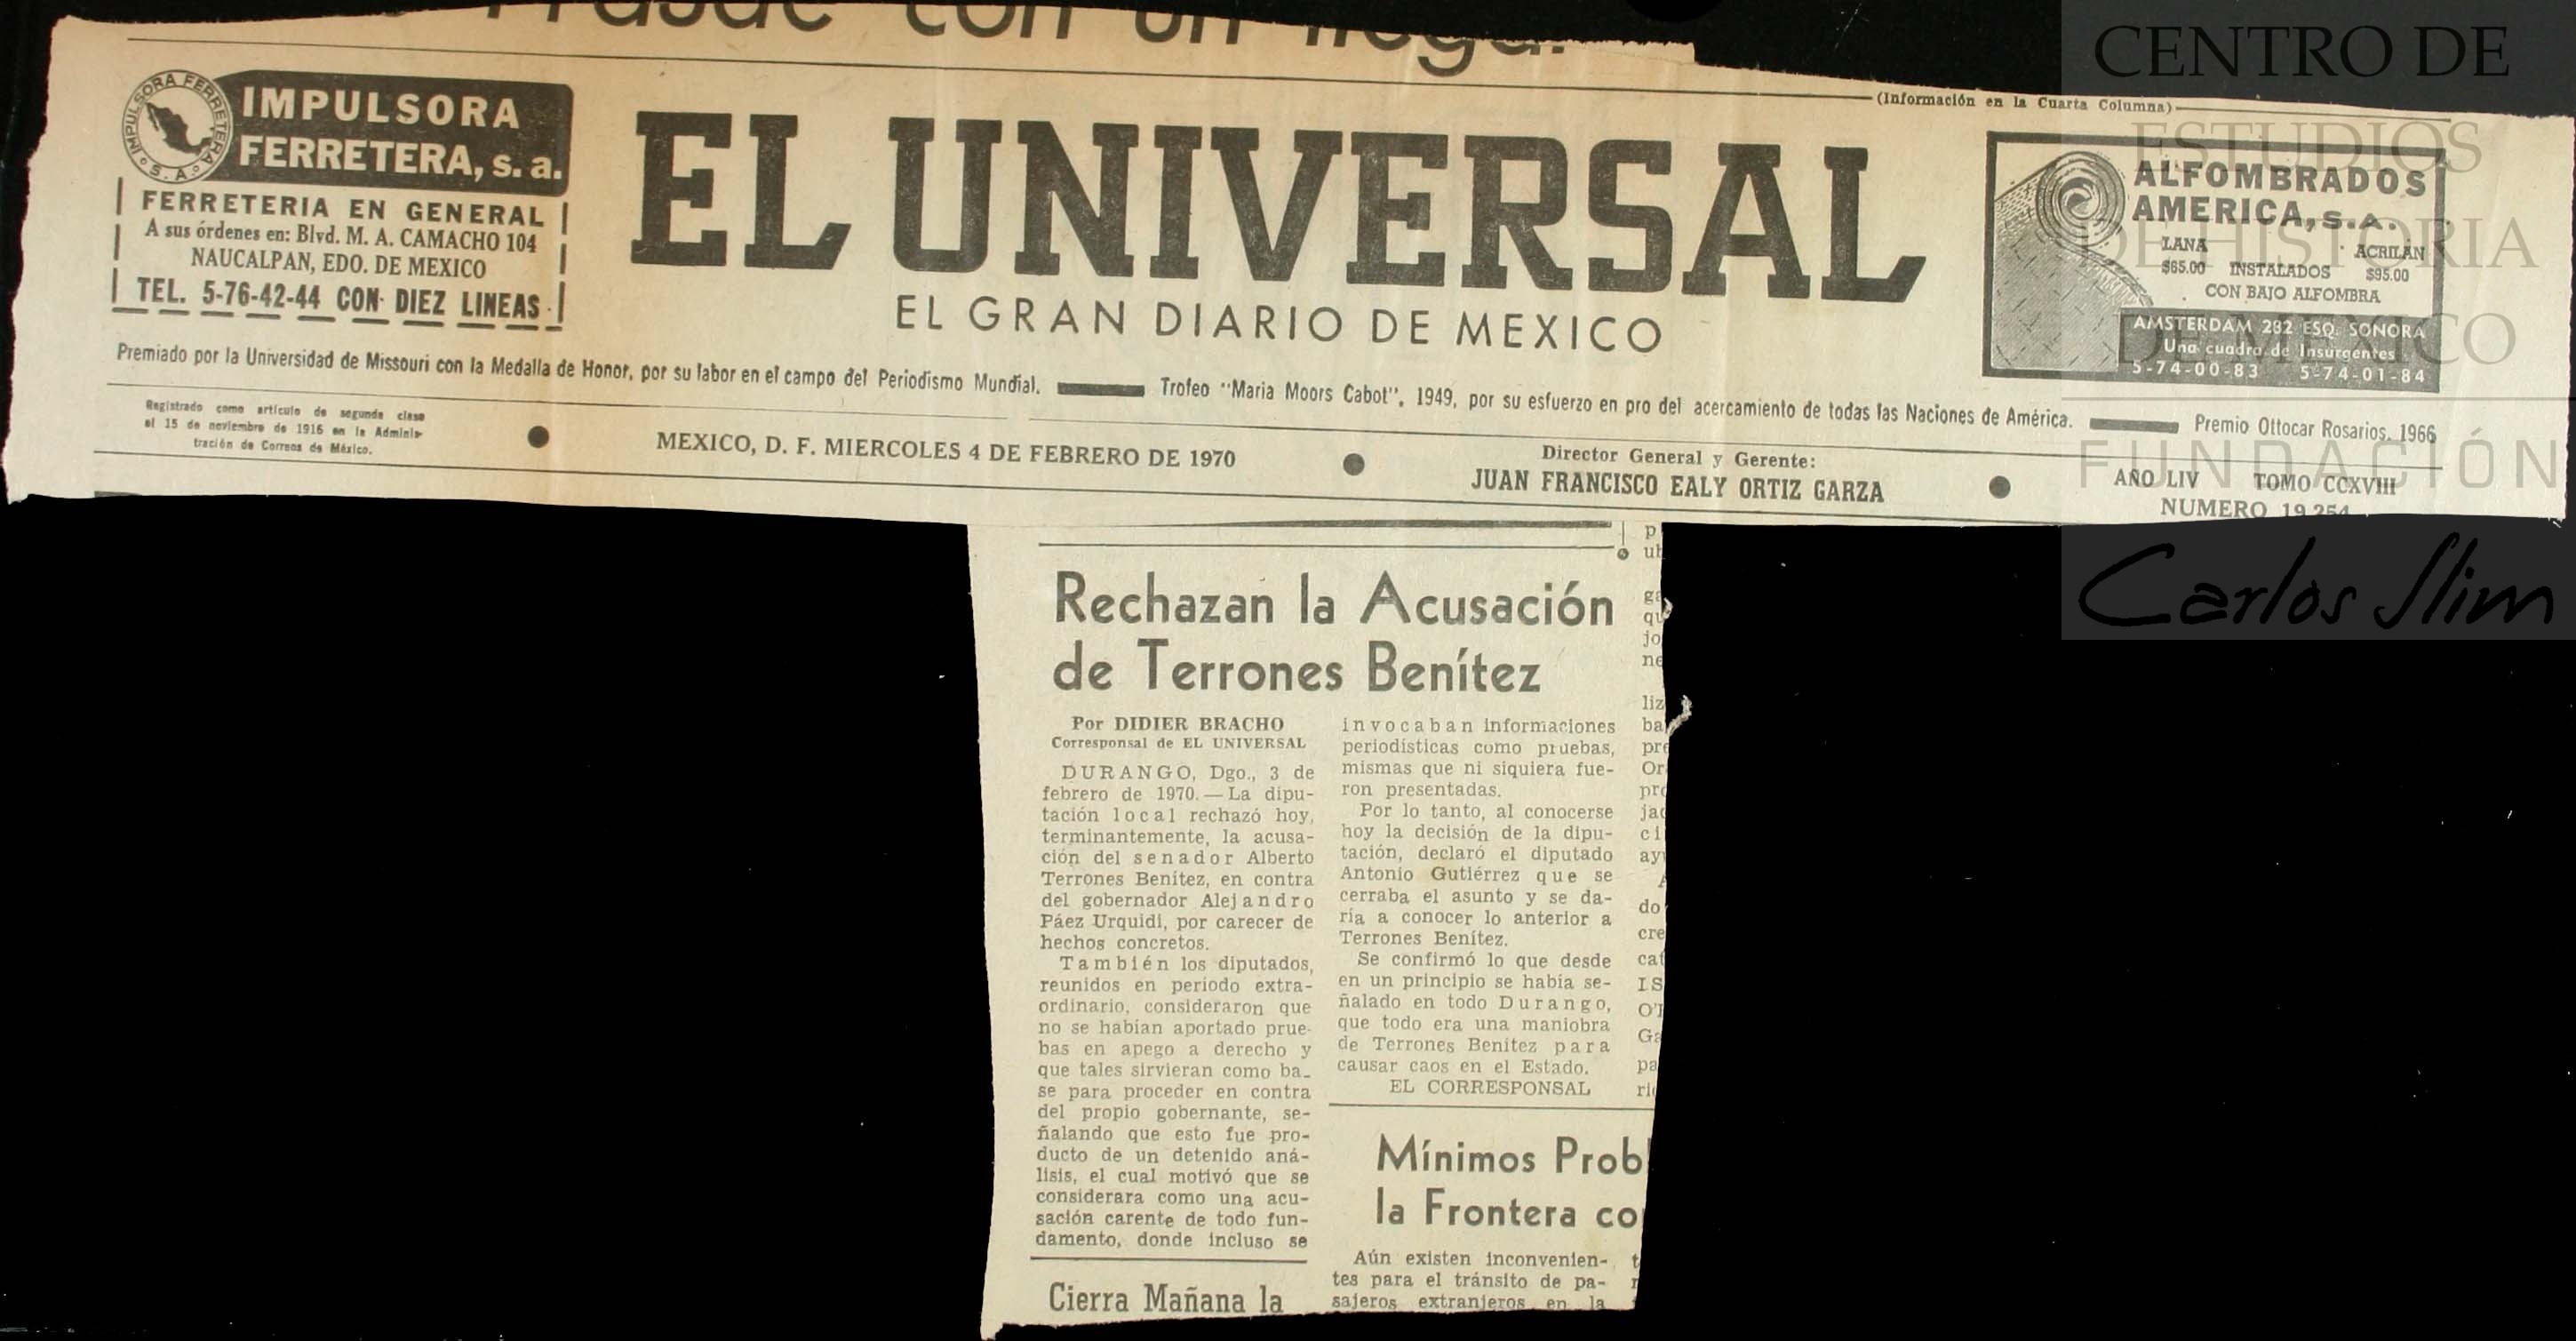 (Información en la Cuarta Columna)
IMPULSORA FERRETERA
S. A.
IMPULSORA
FERRETERA, s. a.
FERRETERIA EN GENERAL
A sus órdenes en: Blvd. M. A. CAMACHO 104
NAUCALPAN, EDO. DE MEXICO
TEL. 5-76-42-44 CON DIEZ LINEAS
EL UNIVERSAL
EL GRAN DIARIO DE MEXICO
ALFOMBRADOS
AMERICA, S. A.
LANA ACRILAN
$65.00 INSTALADOS $95.00
CON BAJO ALFOMBRA
AMSTERDAM 282 ESQ. SONORA
Una cuadra de Insurgentes
5-74-00-83 5-74-01-84
Premiado por la Universidad de Missouri con la Medalla de Honor, por su labor en el campo del Periodismo Mundial. Trofeo "Maria Moors Cabot", 1949, por su esfuerzo en pro del acercamiento de todas las Naciones de América. Premio Ottocar Rosarios, 1966
Registrado como artículo de segunda clase
el 15 de noviembre de 1916 en la Adminis-
tración de Correos de México.
MEXICO, D. F. MIERCOLES 4 DE FEBRERO DE 1970
Director General y Gerente:
JUAN FRANCISCO EALY ORTIZ GARZA
AÑO LIV TOMO CCXVIII
NUMERO 19.254
CENTRO DE
ESTUDIOS
DE HISTORIA
DE MEXICO
FUNDACIÓN
Carlos Slim
Rechazan la Acusación
de Terrones Benítez
Por DIDIER BRACHO
Corresponsal de EL UNIVERSAL
DURANGO, Dgo., 3 de
febrero de 1970. — La dipu-
tación local rechazó hoy,
terminantemente, la acusa-
ción del senador Alberto
Terrones Benítez, en contra
del gobernador Alejandro
Páez Urquidi, por carecer de
hechos concretos.
También los diputados,
reunidos en periodo extra-
ordinario, consideraron que
no se habían aportado prue-
bas en apego a derecho y
que tales sirvieran como ba-
se para proceder en contra
del propio gobernante, se-
ñalando que esto fue pro-
ducto de un detenido aná-
lisis, el cual motivó que se
considerara como una acu-
sación carente de todo fun-
damento, donde incluso se
invocaban informaciones
periodísticas como pruebas,
mismas que ni siquiera fue-
ron presentadas.
Por lo tanto, al conocerse
hoy la decisión de la dipu-
tación, declaró el diputado
Antonio Gutiérrez que se
cerraba el asunto y se da-
ría a conocer lo anterior a
Terrones Benítez.
Se confirmó lo que desde
en un principio se había se-
ñalado en todo Durango,
que todo era una maniobra
de Terrones Benítez para
causar caos en el Estado.
EL CORRESPONSAL
Cierra Mañana la
Mínimos Prob
la Frontera co
Aún existen inconvenien-
tes para el tránsito de pa-
sajeros extranjeros en la